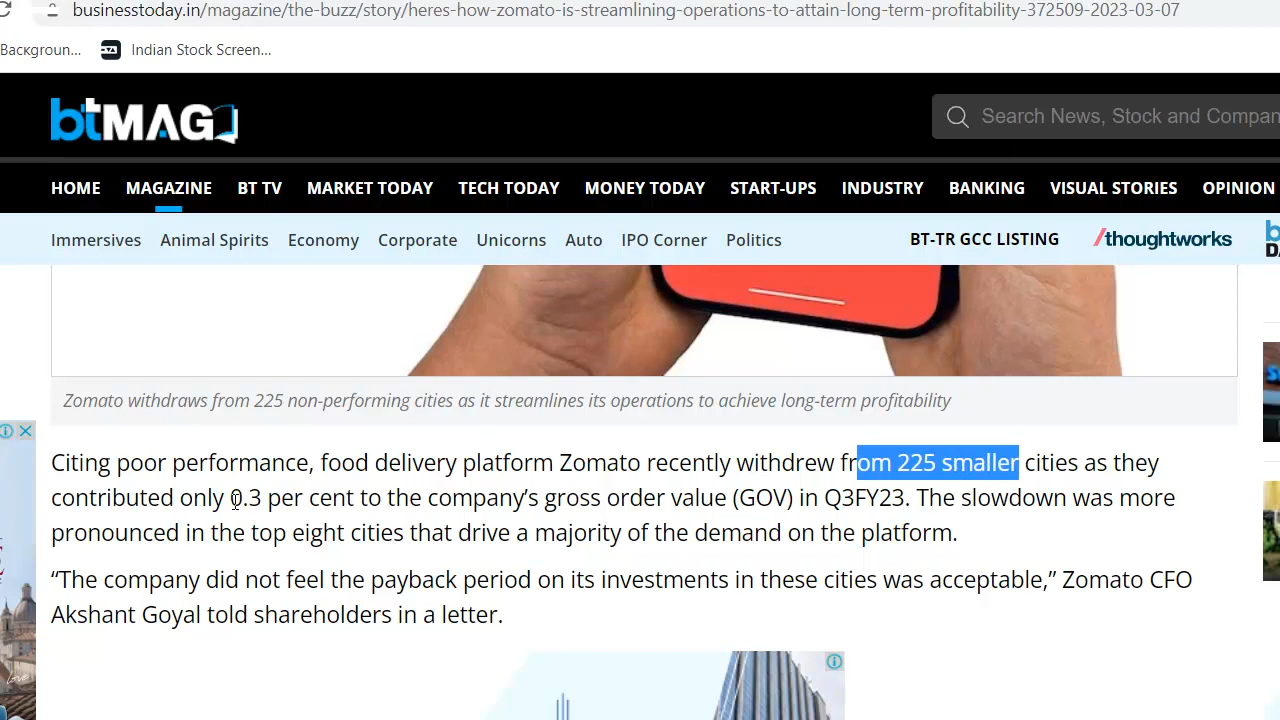 businesstoday.in/magazine/the-buzz/story/heres-how-zomato-is-streamlining-operations-to-attain-long-term-profitability-372509-2023-03-07
Backgroun... Indian Stock Screen...
btMAG Search News, Stock and Compan
HOME MAGAZINE BT TV MARKET TODAY TECH TODAY MONEY TODAY START-UPS INDUSTRY BANKING VISUAL STORIES OPINION
Immersives Animal Spirits Economy Corporate Unicorns Auto IPO Corner Politics BT-TR GCC LISTING /thoughtworks
Zomato withdraws from 225 non-performing cities as it streamlines its operations to achieve long-term profitability
Citing poor performance, food delivery platform Zomato recently withdrew from 225 smaller cities as they
contributed only 0.3 per cent to the company’s gross order value (GOV) in Q3FY23. The slowdown was more
pronounced in the top eight cities that drive a majority of the demand on the platform.
“The company did not feel the payback period on its investments in these cities was acceptable,” Zomato CFO
Akshant Goyal told shareholders in a letter.